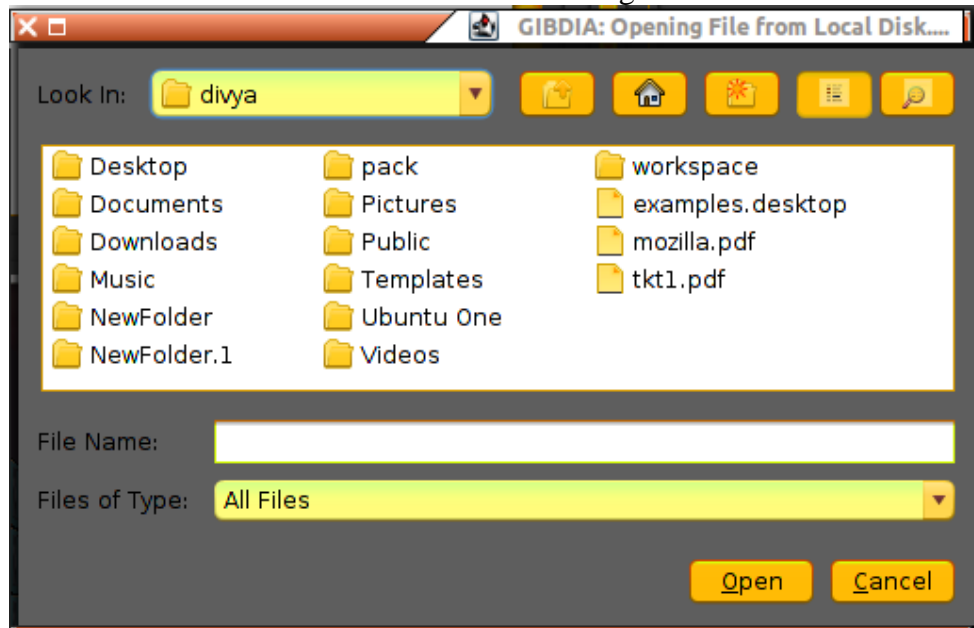 GIBDIA: Opening File from Local Disk....
Look In: divya
Desktop pack workspace
Documents Pictures examples.desktop
Downloads Public mozilla.pdf
Music Templates tkt1.pdf
NewFolder Ubuntu One
NewFolder.1 Videos
File Name:
Files of Type: All Files
Open Cancel